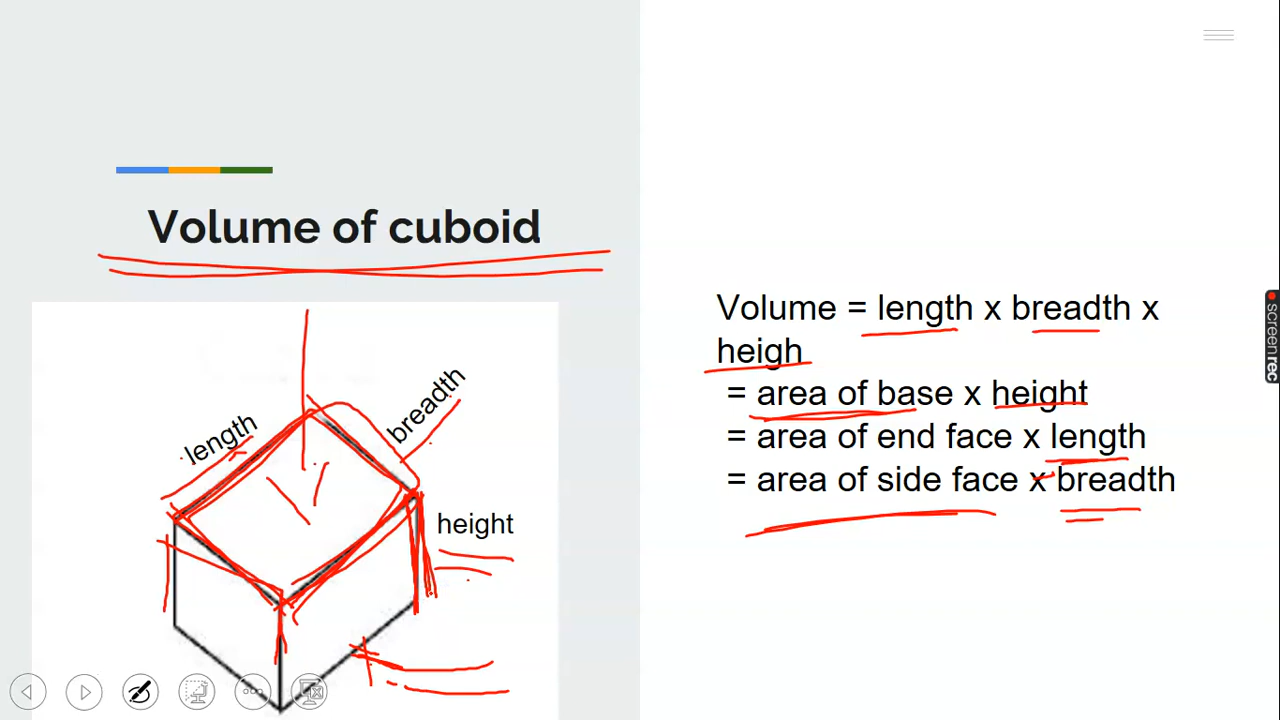 Volume of cuboid
length
breadth
height
Volume = length x breadth x
heigh
= area of base x height
= area of end face x length
= area of side face x breadth
screenrec